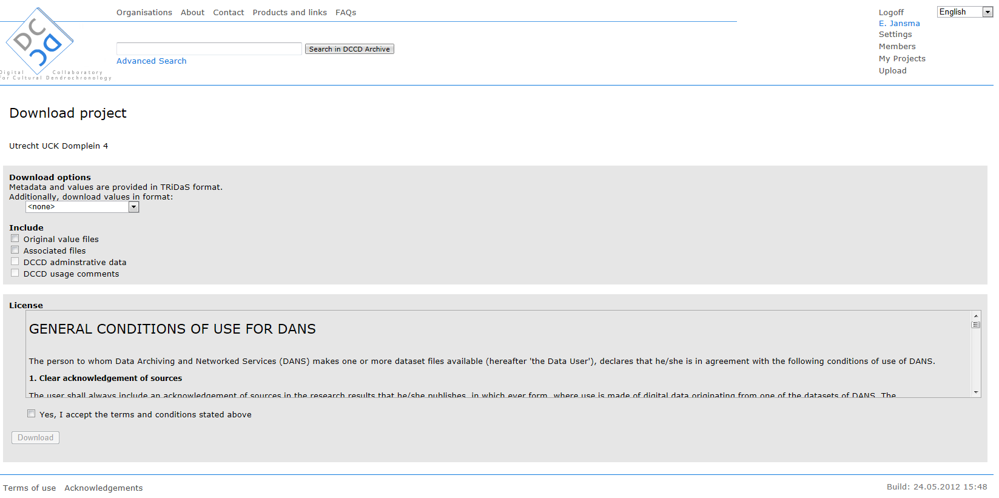 Organisations About Contact Products and links FAQs
Logoff
English
E. Jansma
Settings
Members
My Projects
Upload
DC
CD
Digital Collaboratory
for Cultural Dendrochronology
Search in DCCD Archive
Advanced Search
Download project
Utrecht UCK Domplein 4
Download options
Metadata and values are provided in TRiDaS format.
Additionally, download values in format:
<none>
Include
Original value files
Associated files
DCCD adminstrative data
DCCD usage comments
License
GENERAL CONDITIONS OF USE FOR DANS
The person to whom Data Archiving and Networked Services (DANS) makes one or more dataset files available (hereafter 'the Data User'), declares that he/she is in agreement with the following conditions of use of DANS.
1. Clear acknowledgement of sources
The user shall always include an acknowledgement of sources in the research results that he/she publishes, in which ever form, where use is made of digital data originating from one of the datasets of DANS. The
Yes, I accept the terms and conditions stated above
Download
Terms of use Acknowledgements
Build: 24.05.2012 15:48